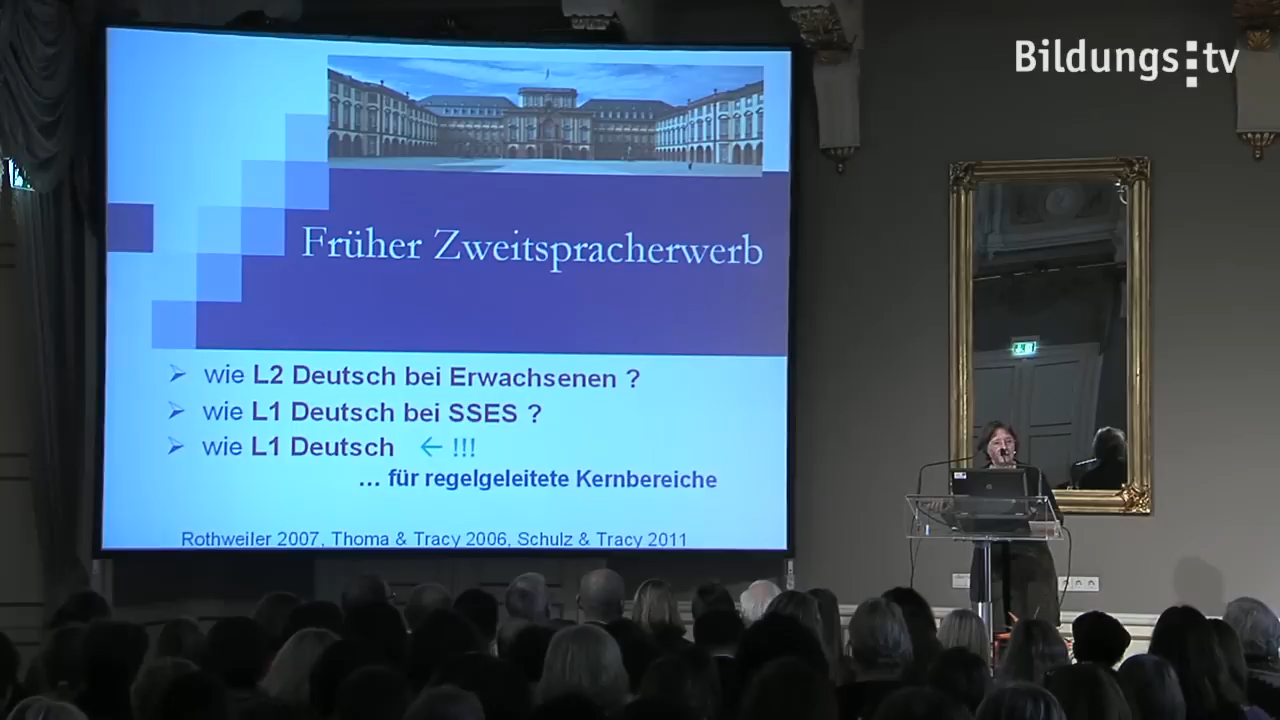 Bildungs:tv
Früher Zweitspracherwerb
➢ wie L2 Deutsch bei Erwachsenen ?
➢ wie L1 Deutsch bei SSES ?
➢ wie L1 Deutsch ← !!!
... für regelgeleitete Kernbereiche
Rothweiler 2007, Thoma & Tracy 2006, Schulz & Tracy 2011